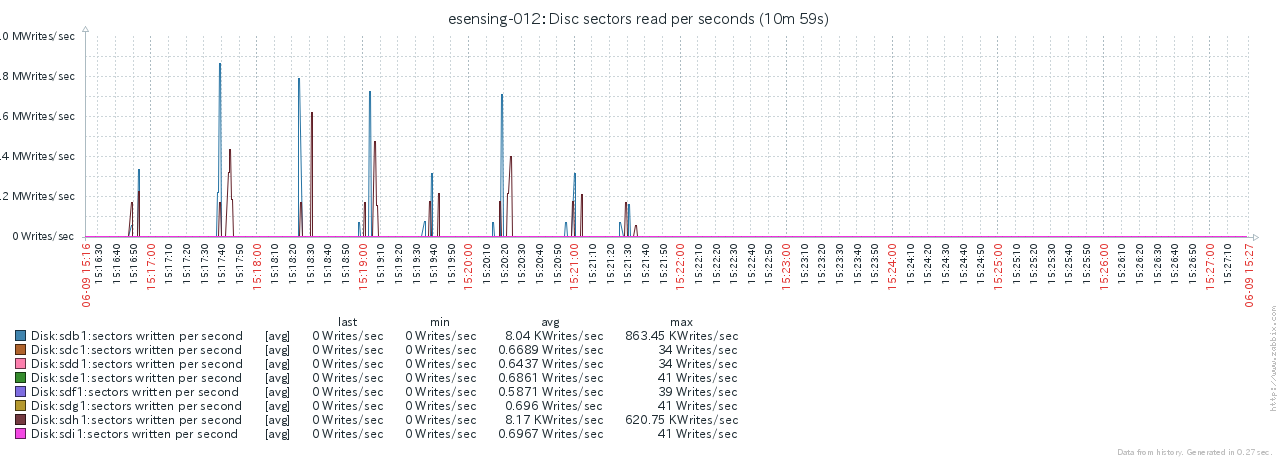 esensing-012: Disc sectors read per seconds (10m 59s)
.0 MWrites/sec
.8 MWrites/sec
.6 MWrites/sec
.4 MWrites/sec
.2 MWrites/sec
0 Writes/sec
06-09 15:16 15:16:30 15:16:40 15:16:50 15:17:00 15:17:10 15:17:20 15:17:30 15:17:40 15:17:50 15:18:00 15:18:10 15:18:20 15:18:30 15:18:40 15:18:50 15:19:00 15:19:10 15:19:20 15:19:30 15:19:40 15:19:50 15:20:00 15:20:10 15:20:20 15:20:30 15:20:40 15:20:50 15:21:00 15:21:10 15:21:20 15:21:30 15:21:40 15:21:50 15:22:00 15:22:10 15:22:20 15:22:30 15:22:40 15:22:50 15:23:00 15:23:10 15:23:20 15:23:30 15:23:40 15:23:50 15:24:00 15:24:10 15:24:20 15:24:30 15:24:40 15:24:50 15:25:00 15:25:10 15:25:20 15:25:30 15:25:40 15:25:50 15:26:00 15:26:10 15:26:20 15:26:30 15:26:40 15:26:50 15:27:00 15:27:10 06-09 15:27
last min avg max
Disk:sdb1:sectors written per second [avg] 0 Writes/sec 0 Writes/sec 8.04 KWrites/sec 863.45 KWrites/sec
Disk:sdc1:sectors written per second [avg] 0 Writes/sec 0 Writes/sec 0.6689 Writes/sec 34 Writes/sec
Disk:sdd1:sectors written per second [avg] 0 Writes/sec 0 Writes/sec 0.6437 Writes/sec 34 Writes/sec
Disk:sde1:sectors written per second [avg] 0 Writes/sec 0 Writes/sec 0.6861 Writes/sec 41 Writes/sec
Disk:sdf1:sectors written per second [avg] 0 Writes/sec 0 Writes/sec 0.5871 Writes/sec 39 Writes/sec
Disk:sdg1:sectors written per second [avg] 0 Writes/sec 0 Writes/sec 0.696 Writes/sec 41 Writes/sec
Disk:sdh1:sectors written per second [avg] 0 Writes/sec 0 Writes/sec 8.17 KWrites/sec 620.75 KWrites/sec
Disk:sdi1:sectors written per second [avg] 0 Writes/sec 0 Writes/sec 0.6967 Writes/sec 41 Writes/sec
http://www.zabbix.com
Data from history. Generated in 0.27 sec.